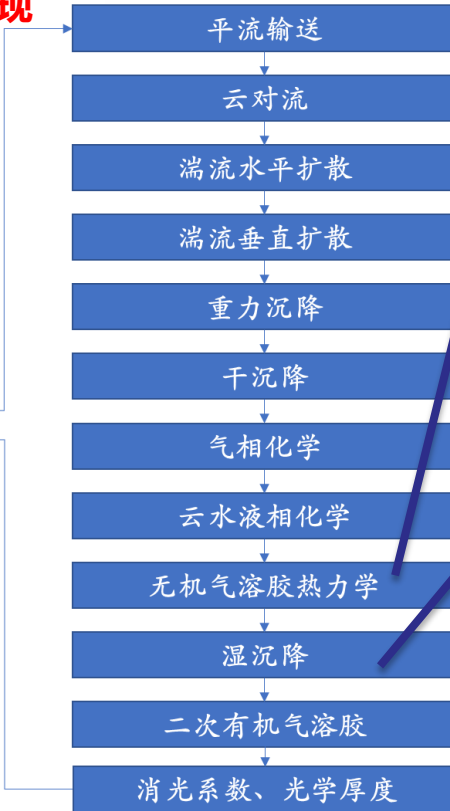 现
平流输送
云对流
湍流水平扩散
湍流垂直扩散
重力沉降
干沉降
气相化学
云水液相化学
无机气溶胶热力学
湿沉降
二次有机气溶胶
消光系数、光学厚度